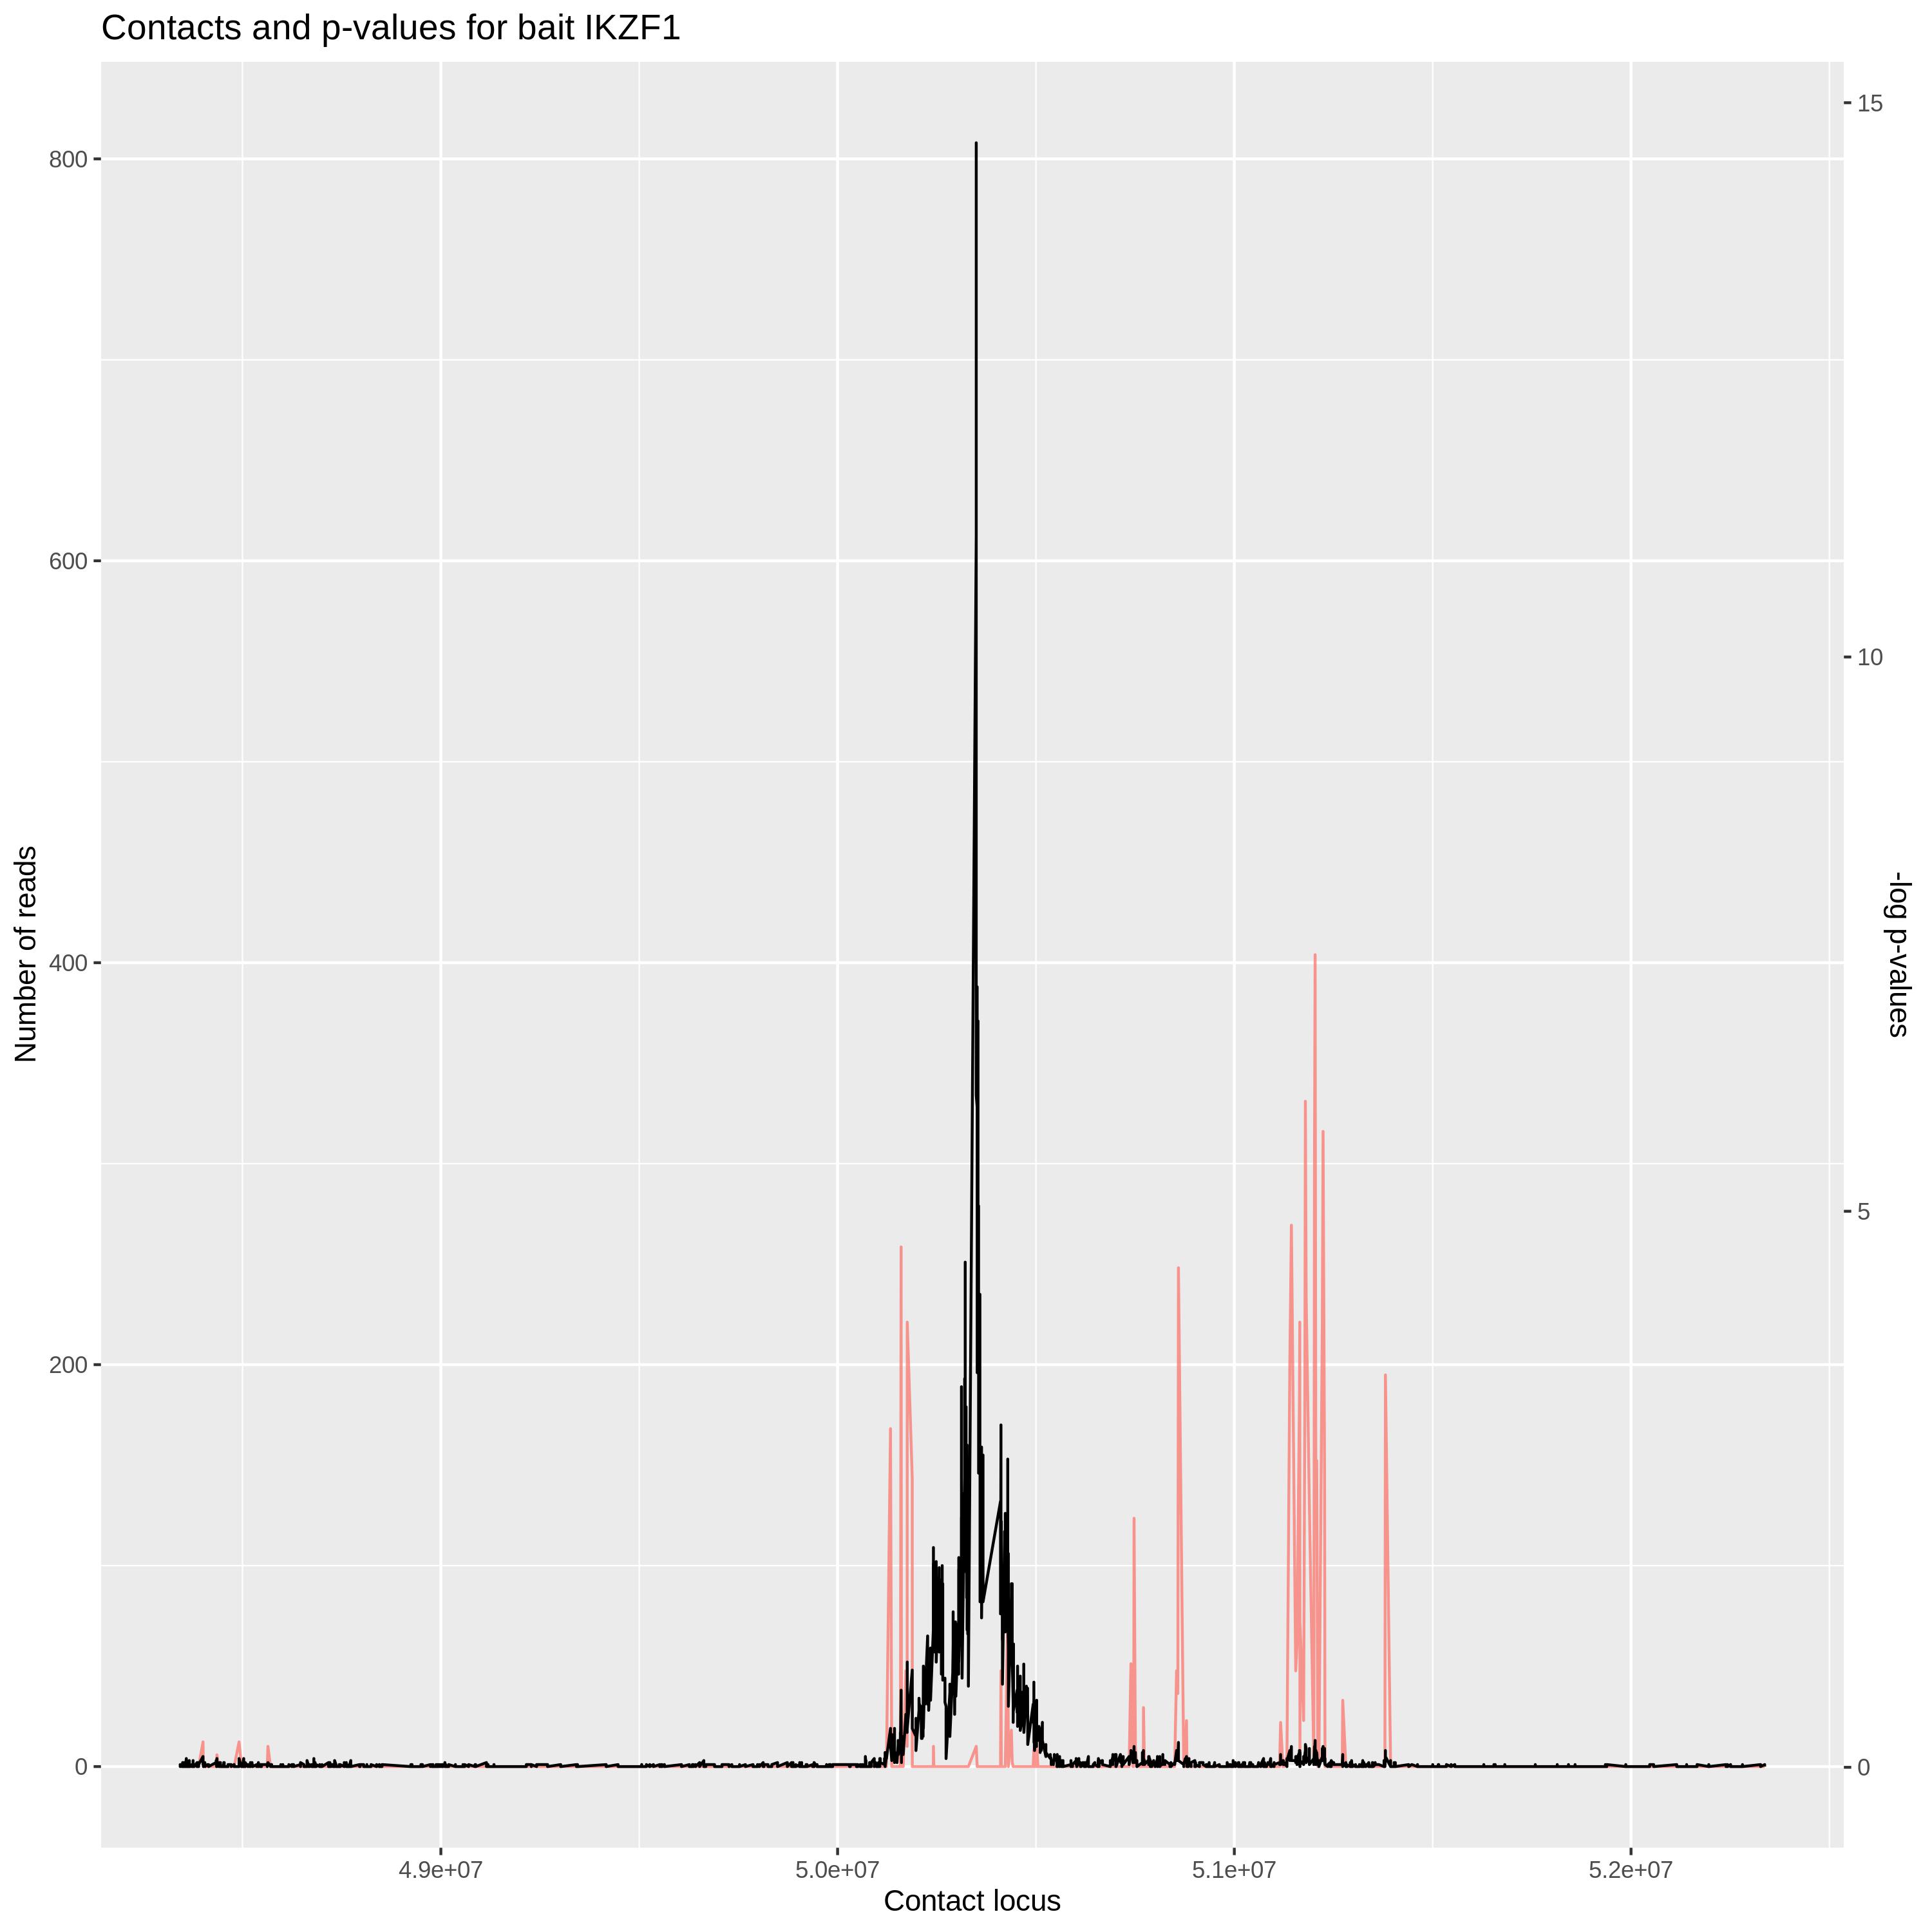 Contacts and p-values for bait IKZF1
Number of reads
800
600
400
200
0
15
10
5
0
-log p-values
4.9e+07 5.0e+07 5.1e+07 5.2e+07
Contact locus